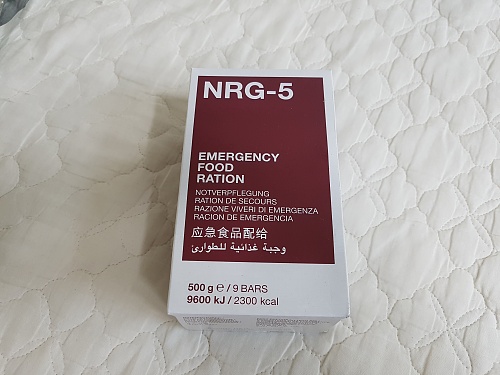 NRG-5
EMERGENCY
FOOD
RATION
NOTVERPFLEGUNG
RATION DE SECOURS
RAZIONE VIVERI DI EMERGENZA
RACION DE EMERGENCIA
应急食品配给
وجبة غذائية للطوارئ
500 g e / 9 BARS
9600 kJ / 2300 kcal